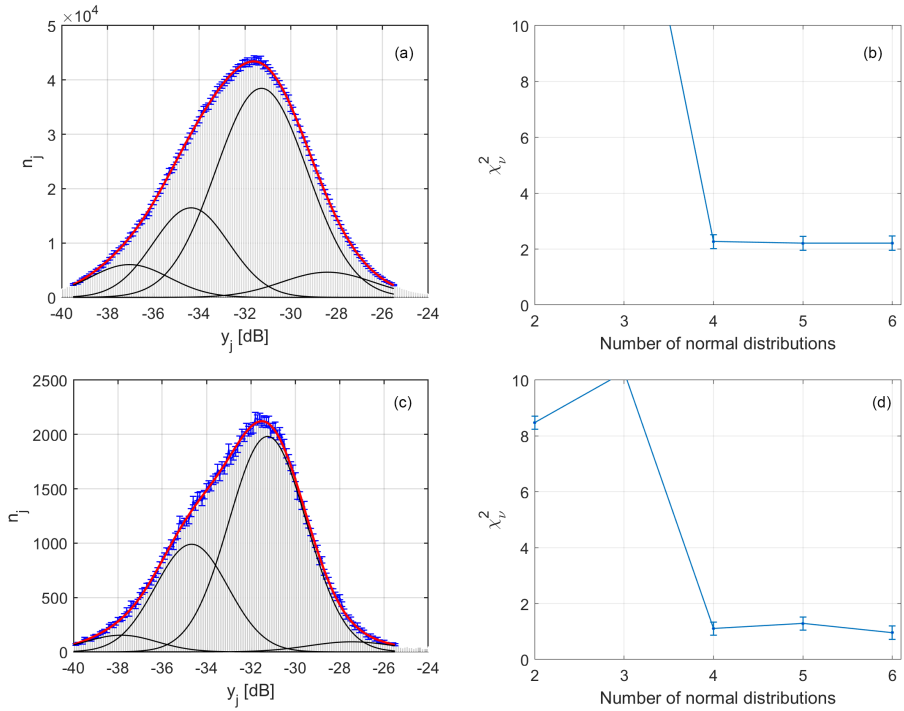 ×10⁴
5
4
3
2
1
0
n_j
(a)
-40 -38 -36 -34 -32 -30 -28 -26 -24
y_j [dB]
10
8
6
4
2
0
χ²_ν
(b)
2 3 4 5 6
Number of normal distributions
2500
2000
1500
1000
500
0
n_j
(c)
-40 -38 -36 -34 -32 -30 -28 -26 -24
y_j [dB]
10
8
6
4
2
0
χ²_ν
(d)
2 3 4 5 6
Number of normal distributions